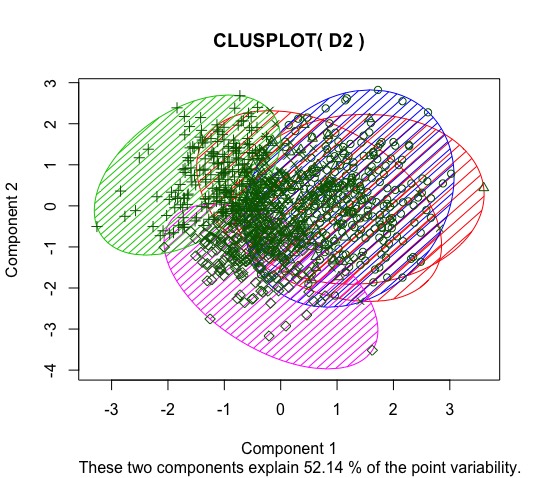 CLUSPLOT( D2 )
3
2
1
0
-1
-2
-3
-4
Component 2
-3 -2 -1 0 1 2 3
Component 1
These two components explain 52.14 % of the point variability.